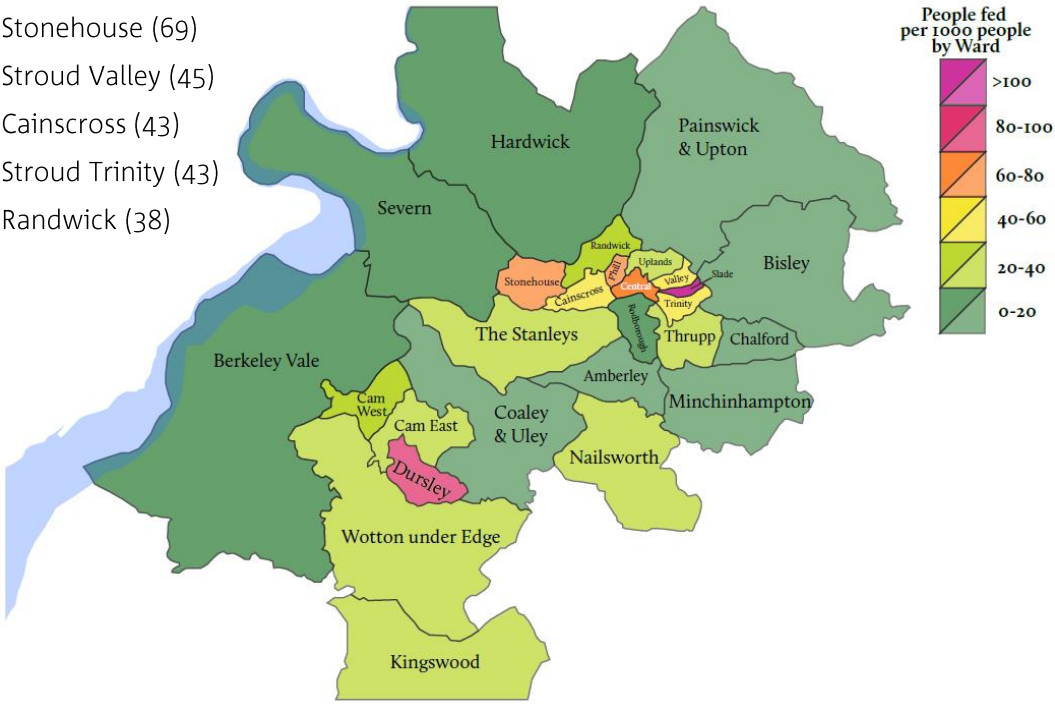 Stonehouse (69)
Stroud Valley (45)
Cainscross (43)
Stroud Trinity (43)
Randwick (38)
People fed
per 1000 people
by Ward
>100
80-100
60-80
40-60
20-40
0-20
Hardwick
Painswick
& Upton
Severn
Randwick
Uplands
Bisley
Slade
Phill
Valley
Stonehouse
Central
Cainscross
Trinity
Rodborough
The Stanleys
Thrupp
Chalford
Berkeley Vale
Amberley
Cam
West
Minchinhampton
Coaley
& Uley
Cam East
Nailsworth
Dursley
Wotton under Edge
Kingswood